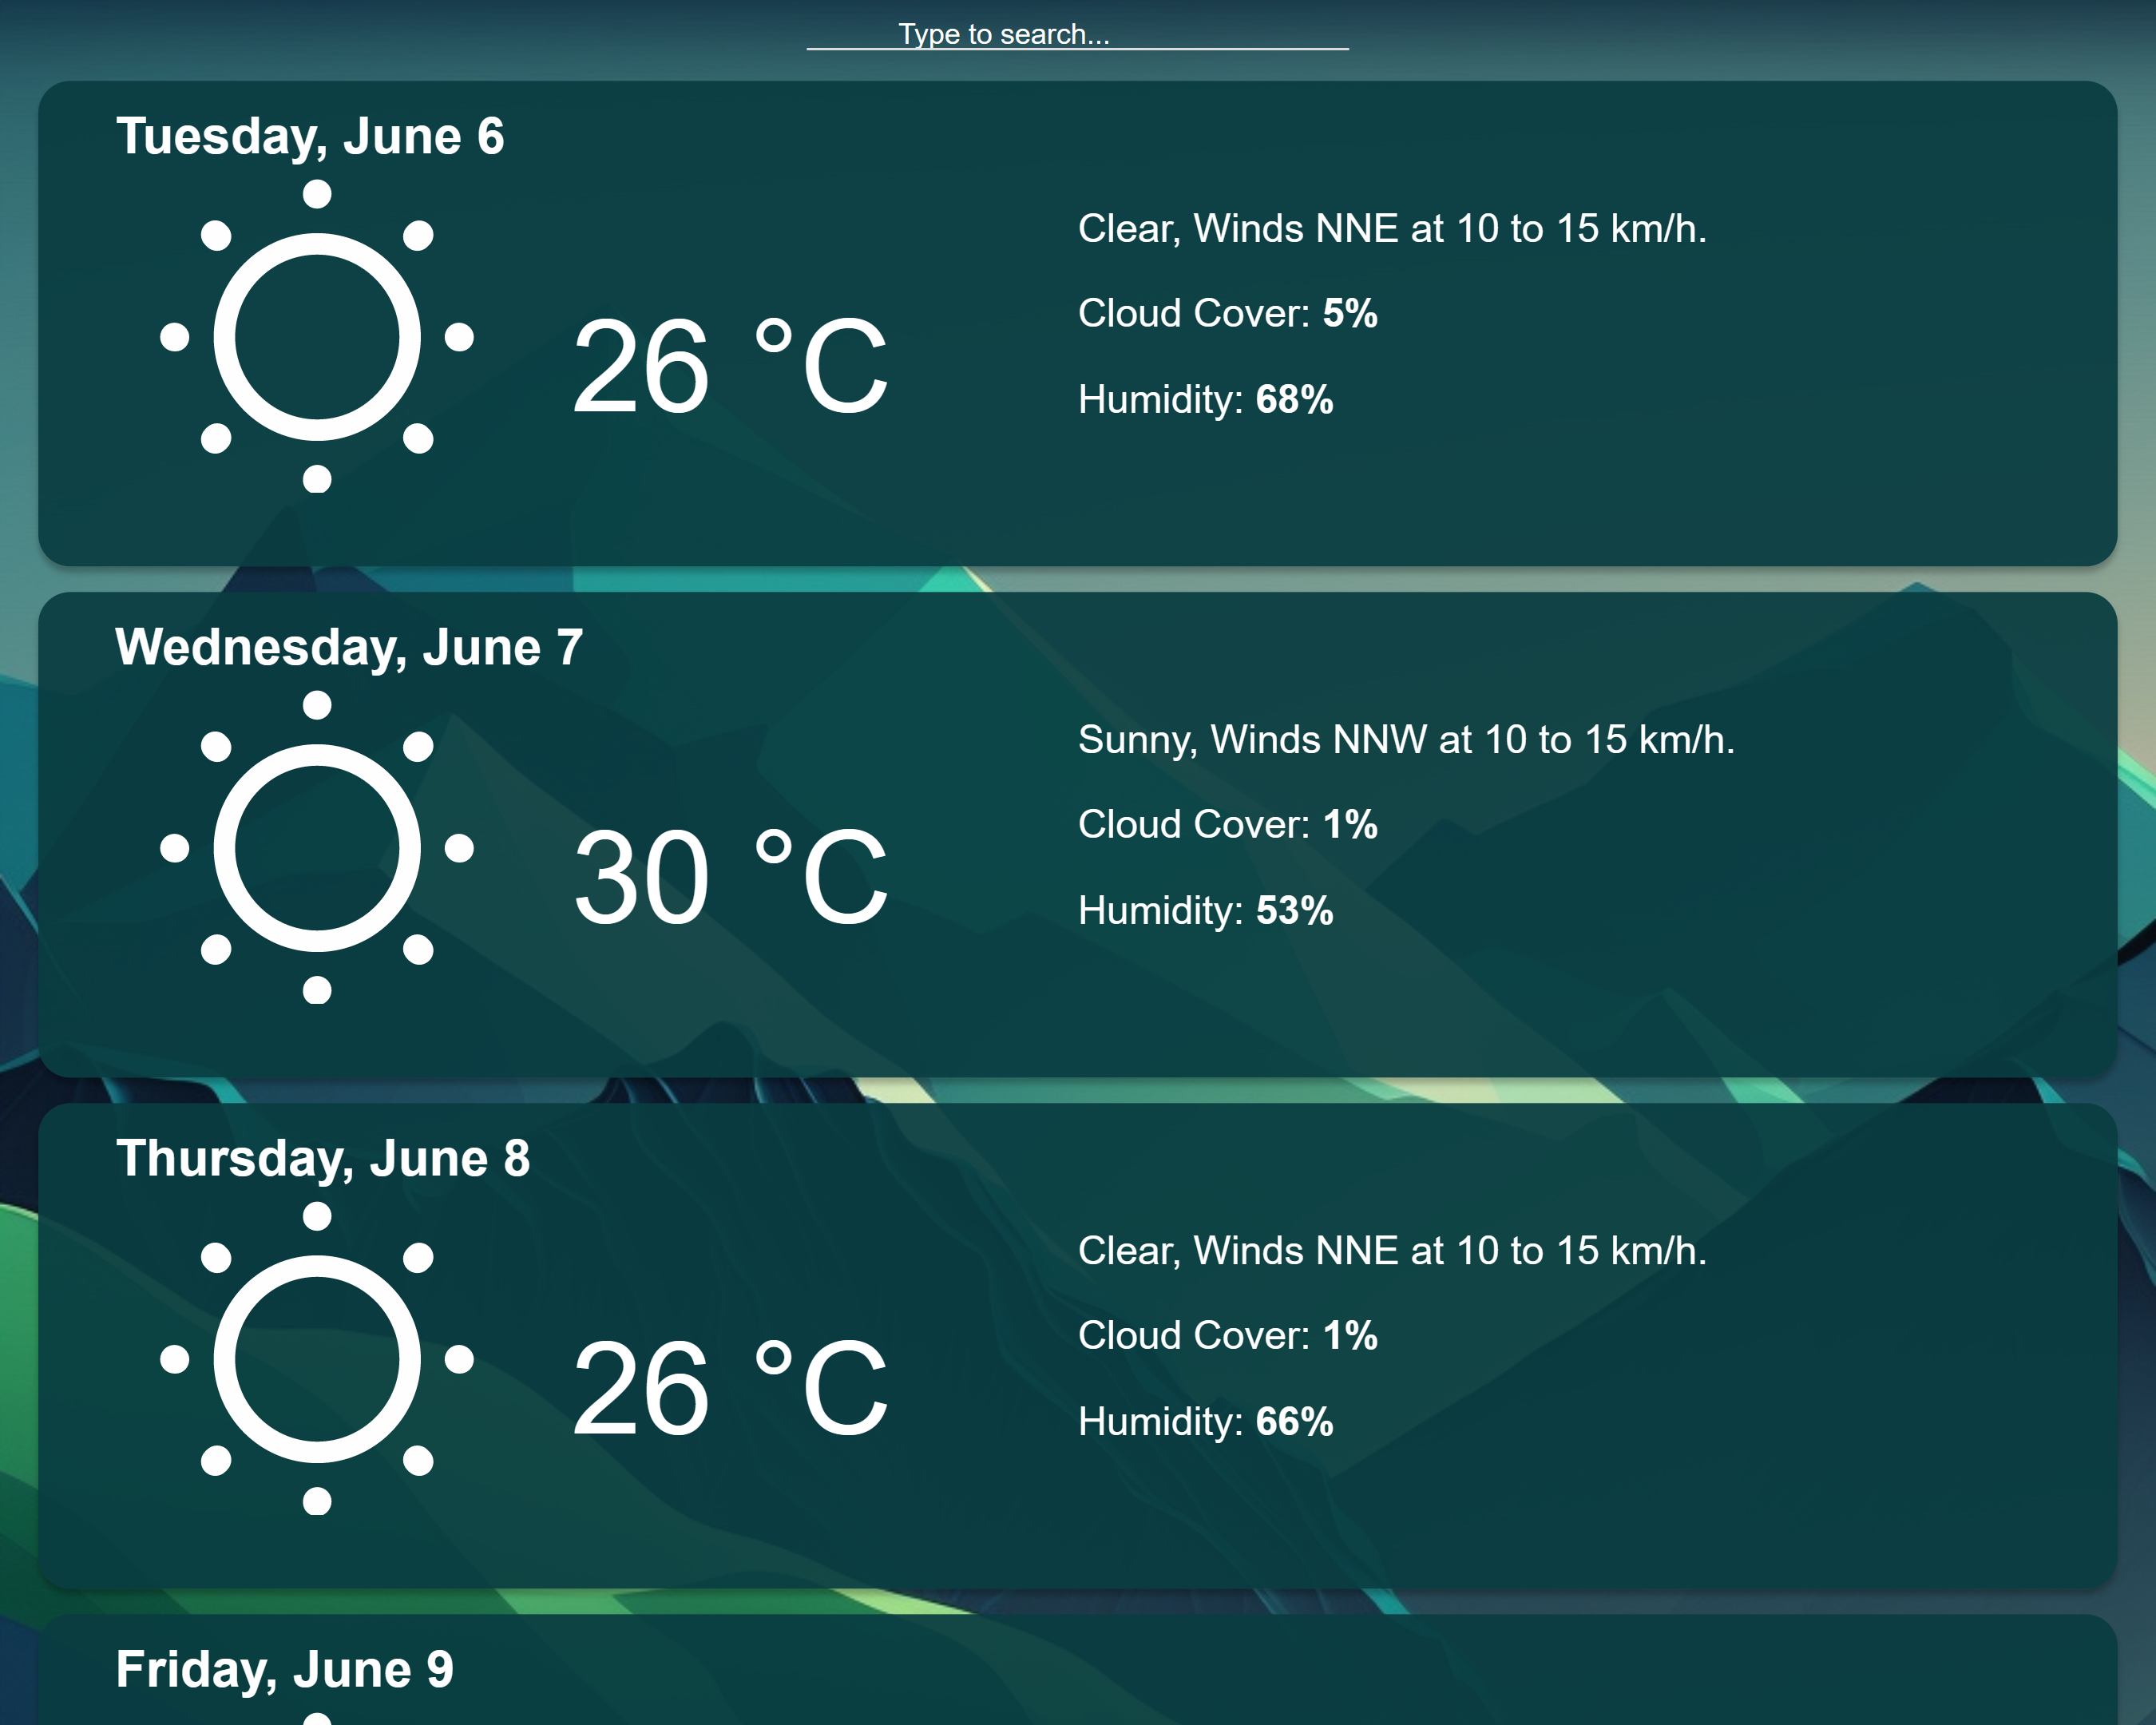 Type to search...
Tuesday, June 6
26 °C
Clear, Winds NNE at 10 to 15 km/h.
Cloud Cover: 5%
Humidity: 68%
Wednesday, June 7
30 °C
Sunny, Winds NNW at 10 to 15 km/h.
Cloud Cover: 1%
Humidity: 53%
Thursday, June 8
26 °C
Clear, Winds NNE at 10 to 15 km/h.
Cloud Cover: 1%
Humidity: 66%
Friday, June 9